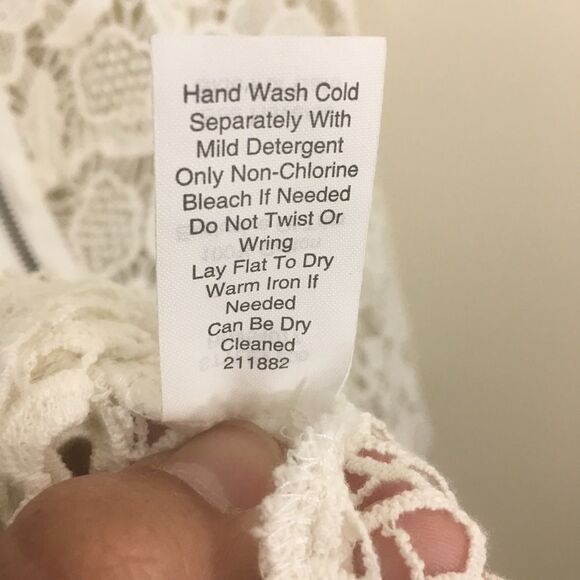 Hand Wash Cold
Separately With
Mild Detergent
Only Non-Chlorine
Bleach If Needed
Do Not Twist Or
Wring
Lay Flat To Dry
Warm Iron If
Needed
Can Be Dry
Cleaned
211882